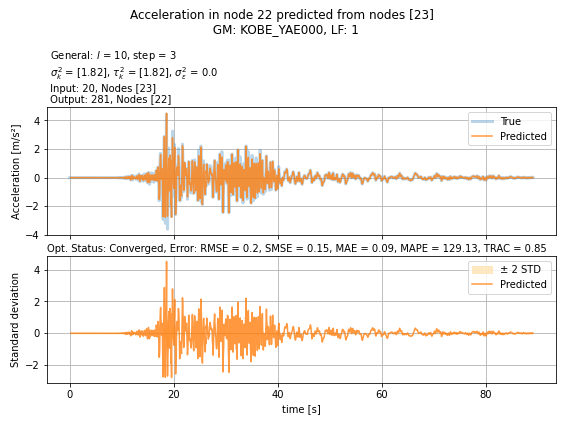 Acceleration in node 22 predicted from nodes [23]
GM: KOBE_YAE000, LF: 1
General: l = 10, step = 3
σ²ₖ = [1.82], τ²ₖ = [1.82], σ²ε = 0.0
Input: 20, Nodes [23]
Output: 281, Nodes [22]
Acceleration [m/s²]
4
2
0
−2
−4
True
Predicted
Opt. Status: Converged, Error: RMSE = 0.2, SMSE = 0.15, MAE = 0.09, MAPE = 129.13, TRAC = 0.85
Standard deviation
4
2
0
−2
± 2 STD
Predicted
0 20 40 60 80
time [s]